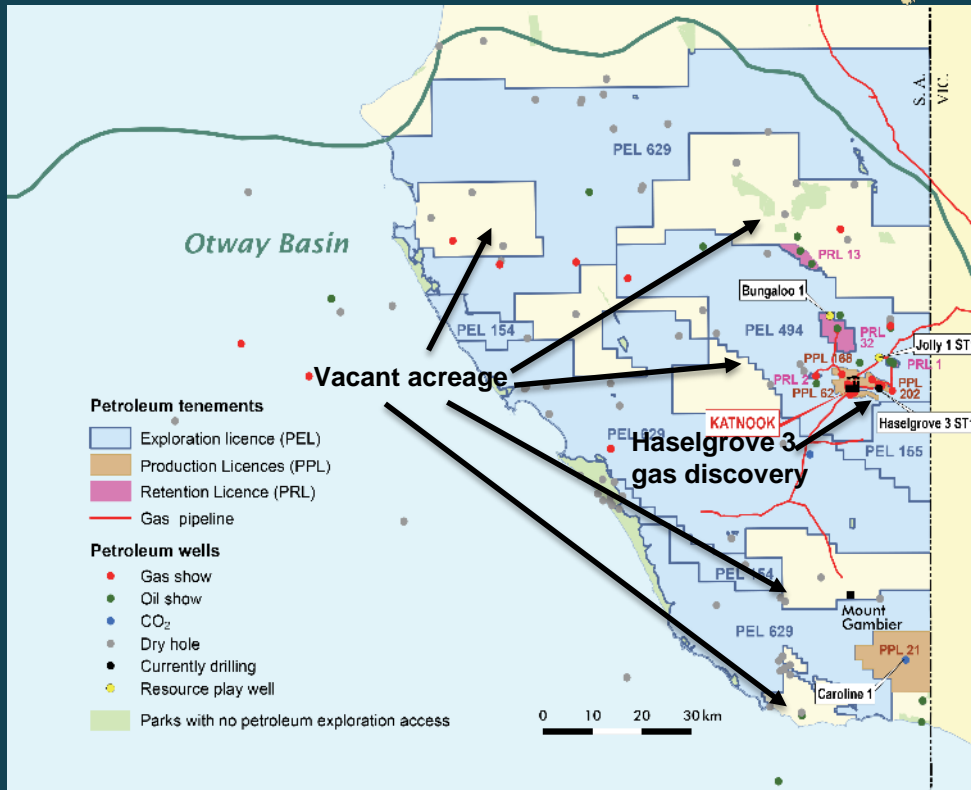 S. A.
VIC.
PEL 629
Otway Basin
PRL 13
Bungaloo 1
PEL 154
PEL 494
PRL
32
Jolly 1 ST
PPL 168
PRL 1
Vacant acreage
PRL 2
PPL 62
PPL
202
Petroleum tenements
KATNOOK
Haselgrove 3 ST
Exploration licence (PEL)
Haselgrove 3
gas discovery
PEL 155
Production Licences (PPL)
Retention Licence (PRL)
Gas pipeline
Petroleum wells
Gas show
PEL 154
Oil show
CO₂
Mount
Gambier
Dry hole
PEL 629
Currently drilling
PPL 21
Resource play well
Caroline 1
Parks with no petroleum exploration access
0 10 20 30 km